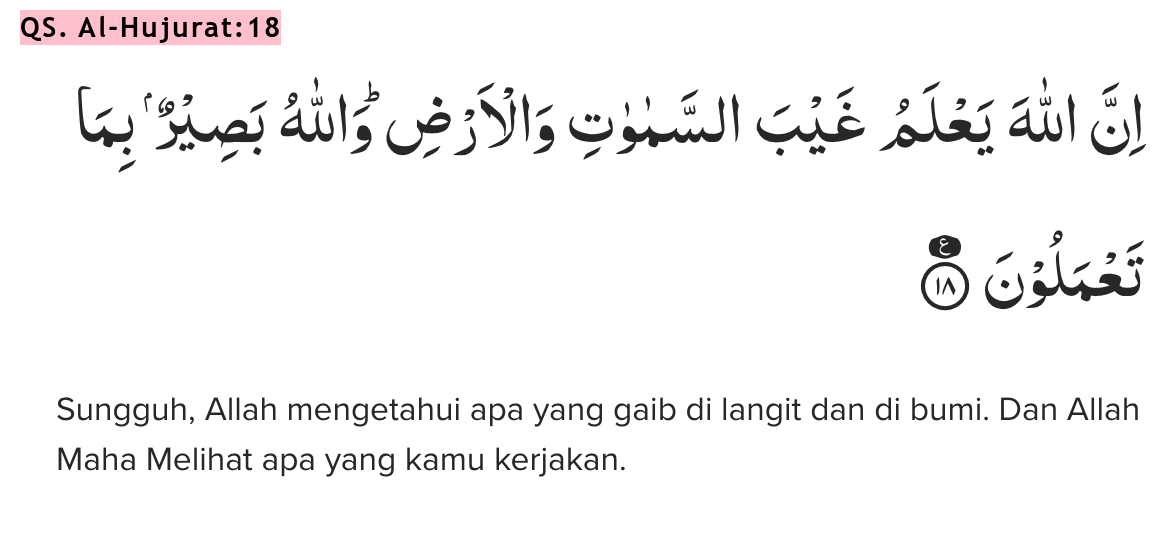 QS. Al-Hujurat:18
اِنَّ اللّٰهَ يَعْلَمُ غَيْبَ السَّمٰوٰتِ وَالْاَرْضِۗ وَاللّٰهُ بَصِيْرٌۢ بِمَا
تَعْمَلُوْنَ ࣖ ١٨
Sungguh, Allah mengetahui apa yang gaib di langit dan di bumi. Dan Allah
Maha Melihat apa yang kamu kerjakan.